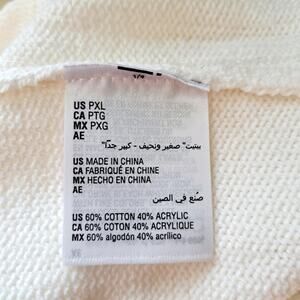 US PXL
CA PTG
MX PXG
AE
بيتيت" صغير ونحيف - كبير جدًا"
US MADE IN CHINA
CA FABRIQUÉ EN CHINE
MX HECHO EN CHINA
AE
صُنع في الصين
US 60% COTTON 40% ACRYLIC
CA 60% COTON 40% ACRYLIQUE
MX 60% algodón 40% acrílico